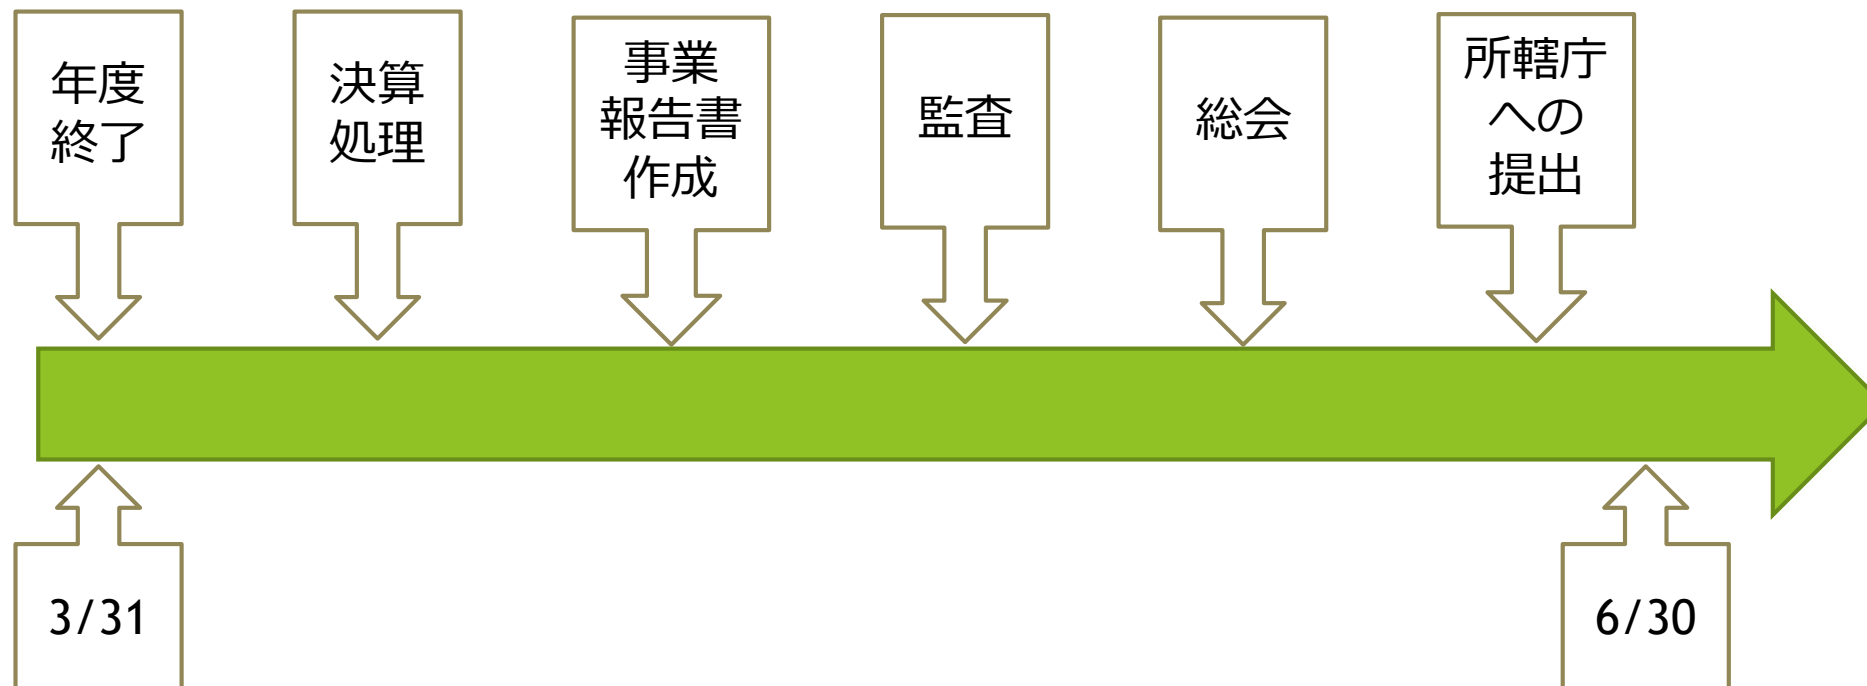 年度
終了
決算
処理
事業
報告書
作成
監査
総会
所轄庁
への
提出
3/31
6/30